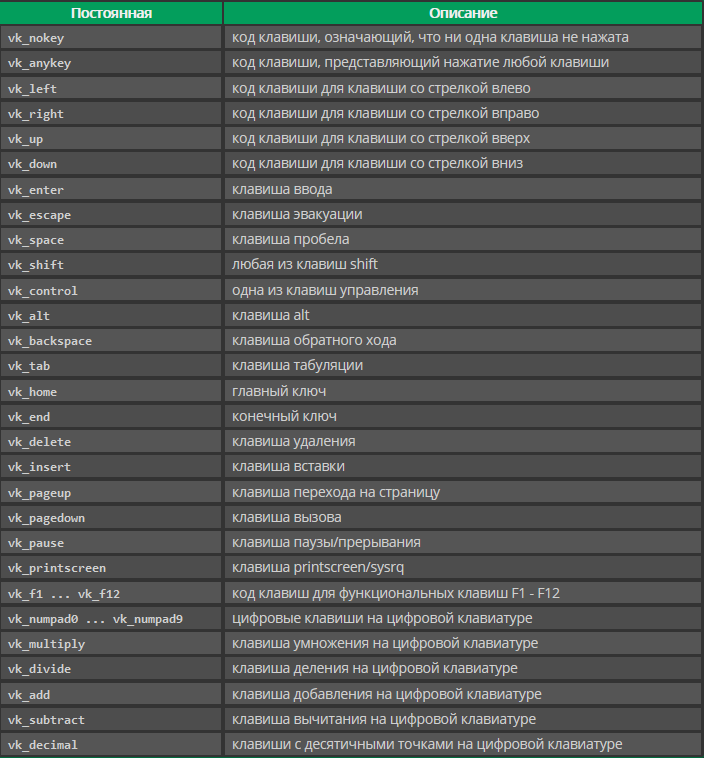 Постоянная Описание
vk_nokey код клавиши, означающий, что ни одна клавиша не нажата
vk_anykey код клавиши, представляющий нажатие любой клавиши
vk_left код клавиши для клавиши со стрелкой влево
vk_right код клавиши для клавиши со стрелкой вправо
vk_up код клавиши для клавиши со стрелкой вверх
vk_down код клавиши для клавиши со стрелкой вниз
vk_enter клавиша ввода
vk_escape клавиша эвакуации
vk_space клавиша пробела
vk_shift любая из клавиш shift
vk_control одна из клавиш управления
vk_alt клавиша alt
vk_backspace клавиша обратного хода
vk_tab клавиша табуляции
vk_home главный ключ
vk_end конечный ключ
vk_delete клавиша удаления
vk_insert клавиша вставки
vk_pageup клавиша перехода на страницу
vk_pagedown клавиша вызова
vk_pause клавиша паузы/прерывания
vk_printscreen клавиша printscreen/sysrq
vk_f1 ... vk_f12 код клавиш для функциональных клавиш F1 - F12
vk_numpad0 ... vk_numpad9 цифровые клавиши на цифровой клавиатуре
vk_multiply клавиша умножения на цифровой клавиатуре
vk_divide клавиша деления на цифровой клавиатуре
vk_add клавиша добавления на цифровой клавиатуре
vk_subtract клавиша вычитания на цифровой клавиатуре
vk_decimal клавиши с десятичными точками на цифровой клавиатуре